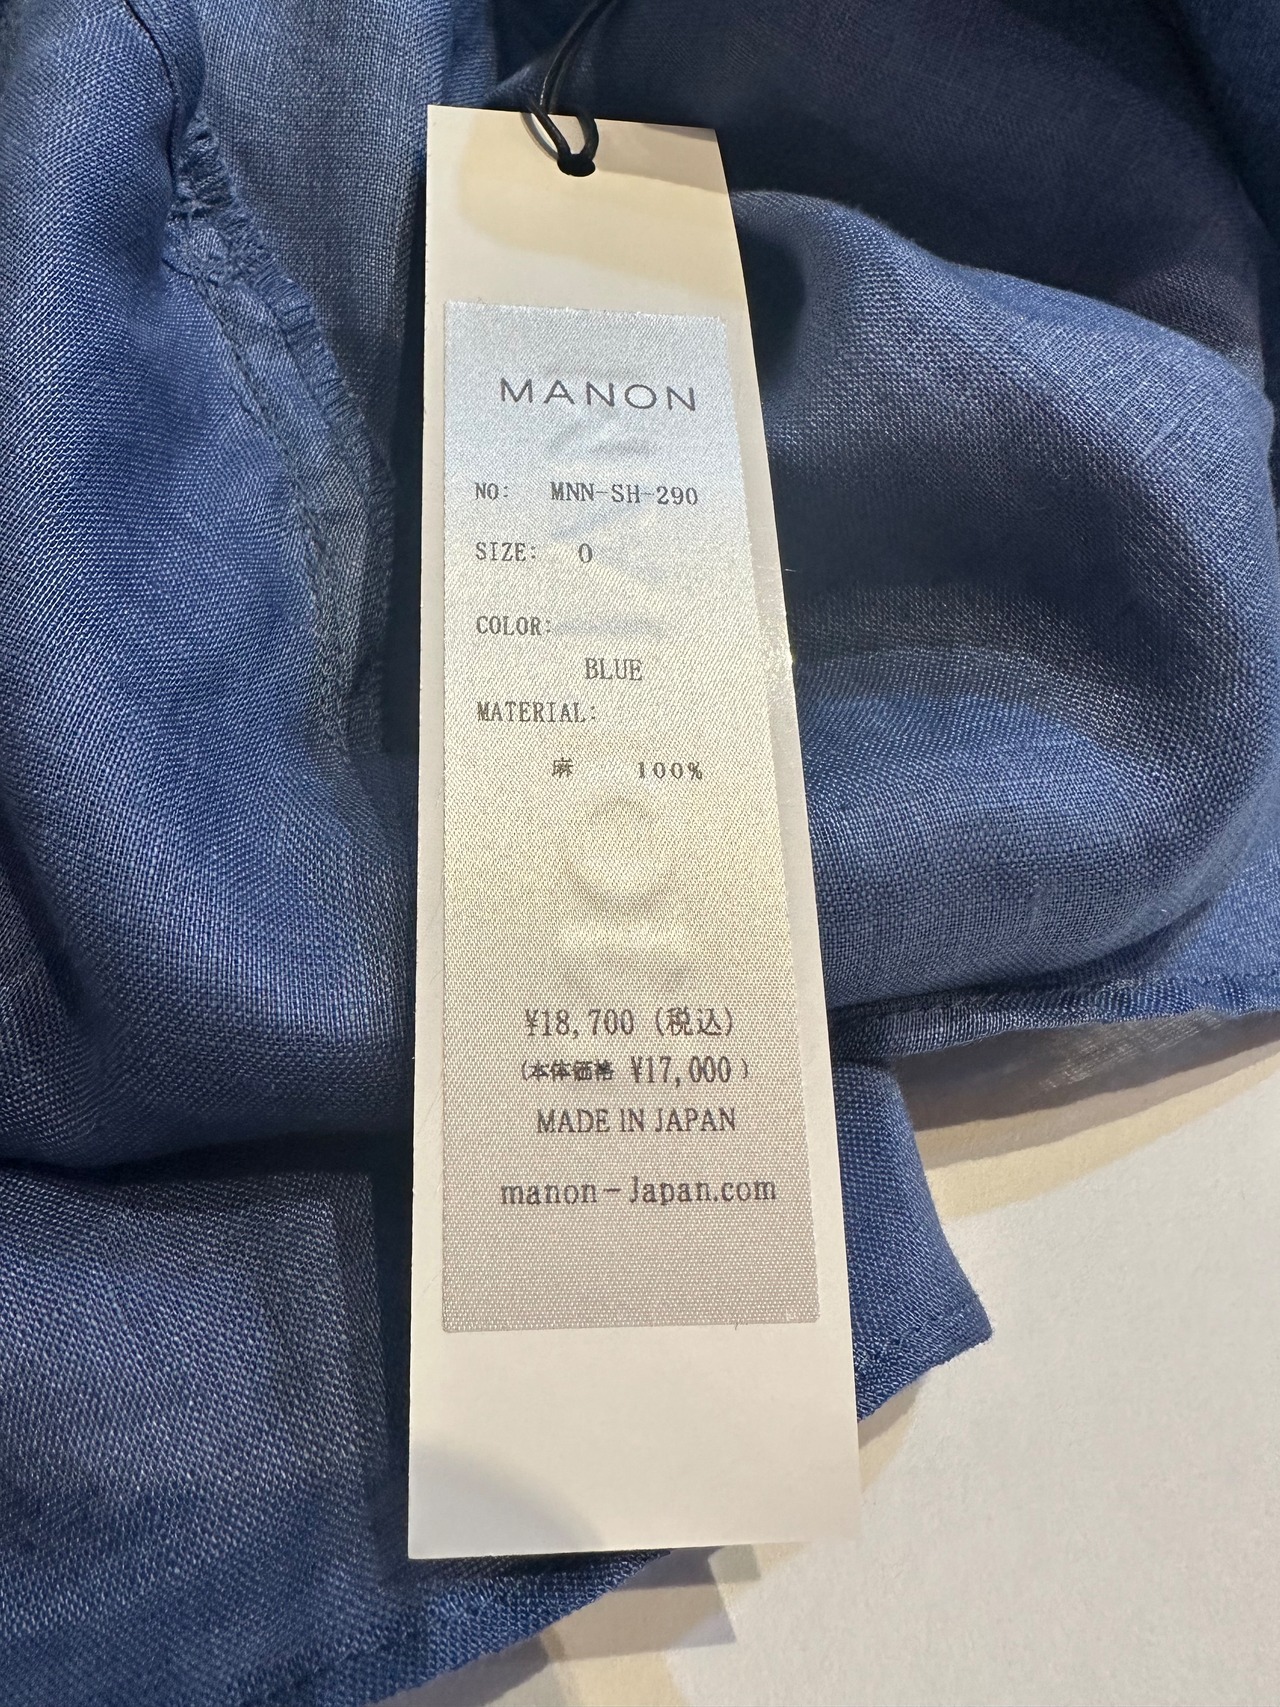 MANON
NO: MNN-SH-290
SIZE: 0
COLOR:
BLUE
MATERIAL:
麻 100%
¥18,700 (税込)
(本体価格 ¥17,000)
MADE IN JAPAN
manon-Japan.com